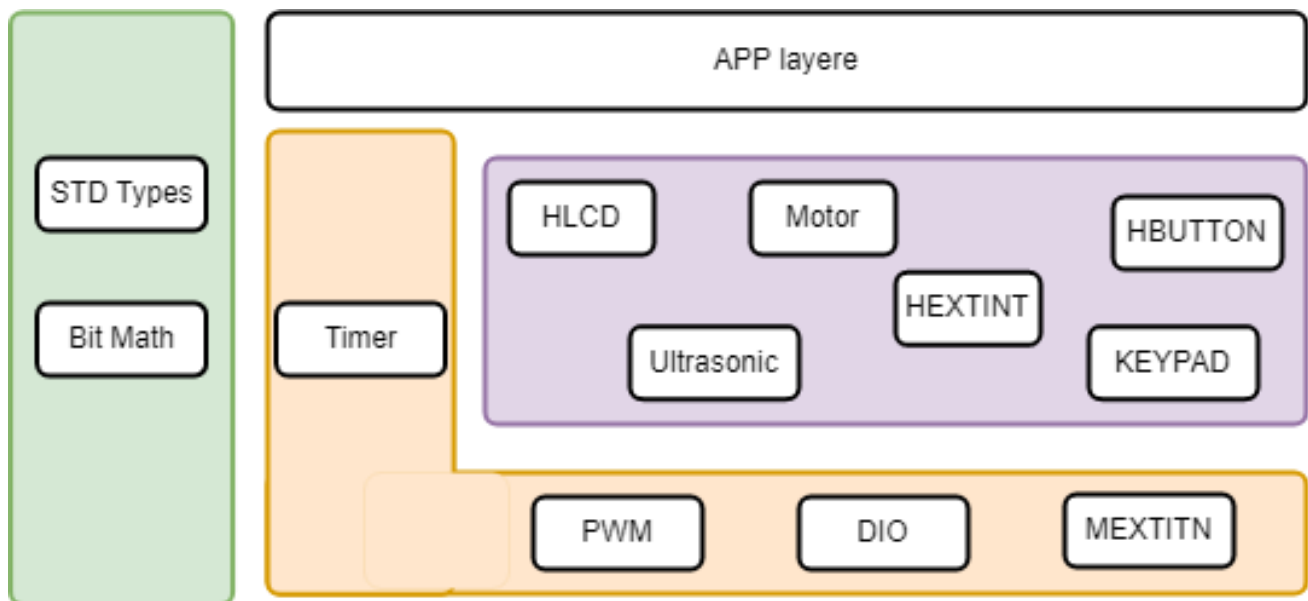 APP layere
STD Types
HLCD
Motor
HBUTTON
HEXTINT
Bit Math
Timer
Ultrasonic
KEYPAD
PWM
DIO
MEXTITN